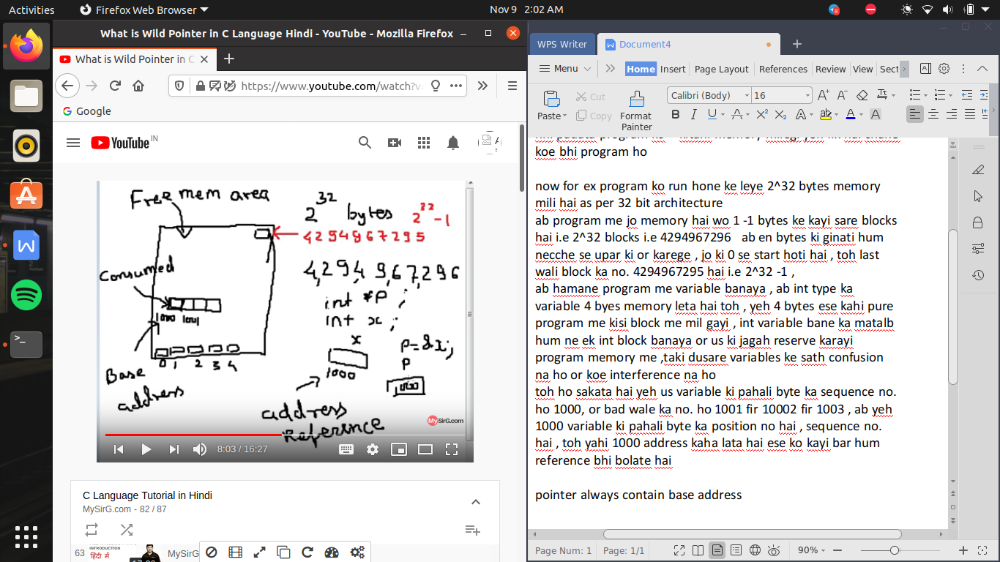 Activities
Firefox Web Browser
Nov 9 2:02 AM
What is Wild Pointer in C Language Hindi - YouTube - Mozilla Firefox
What is Wild Pointer in C
https://www.youtube.com/watch?v=
Google
YouTube IN
Free mem area
2^32 bytes 2^32-1
4294967295
4,294,9,67,296
Consumed
int *P ;
int x ;
1000 1001
x
P=&x;
P
1000
1000
0 1 2 3 4
Base
address
address
Reference
MySirG.com
8:03 / 16:27
C Language Tutorial in Hindi
MySirG.com - 82 / 87
63
INTRODUCTION
हिंदी में
MySirG
WPS Writer
Document4
Menu
Home Insert Page Layout References Review View Sect
Paste
Cut
Copy
Format
Painter
Calibri (Body) 16
koe bhi program ho
now for ex program ko run hone ke leye 2^32 bytes memory
mili hai as per 32 bit architecture
ab program me jo memory hai wo 1 -1 bytes ke kayi sare blocks
hai i.e 2^32 blocks i.e 4294967296 ab en bytes ki ginati hum
necche se upar ki or karege , jo ki 0 se start hoti hai , toh last
wali block ka no. 4294967295 hai i.e 2^32 -1 ,
ab hamane program me variable banaya , ab int type ka
variable 4 byes memory leta hai toh , yeh 4 bytes ese kahi pure
program me kisi block me mil gayi , int variable bane ka matalb
hum ne ek int block banaya or us ki jagah reserve karayi
program memory me ,taki dusare variables ke sath confusion
na ho or koe interference na ho
toh ho sakata hai yeh us variable ki pahali byte ka sequence no.
ho 1000, or bad wale ka no. ho 1001 fir 10002 fir 1003 , ab yeh
1000 variable ki pahali byte ka position no hai , sequence no.
hai , toh yahi 1000 address kaha lata hai ese ko kayi bar hum
reference bhi bolate hai
pointer always contain base address
Page Num: 1 Page: 1/1
90%